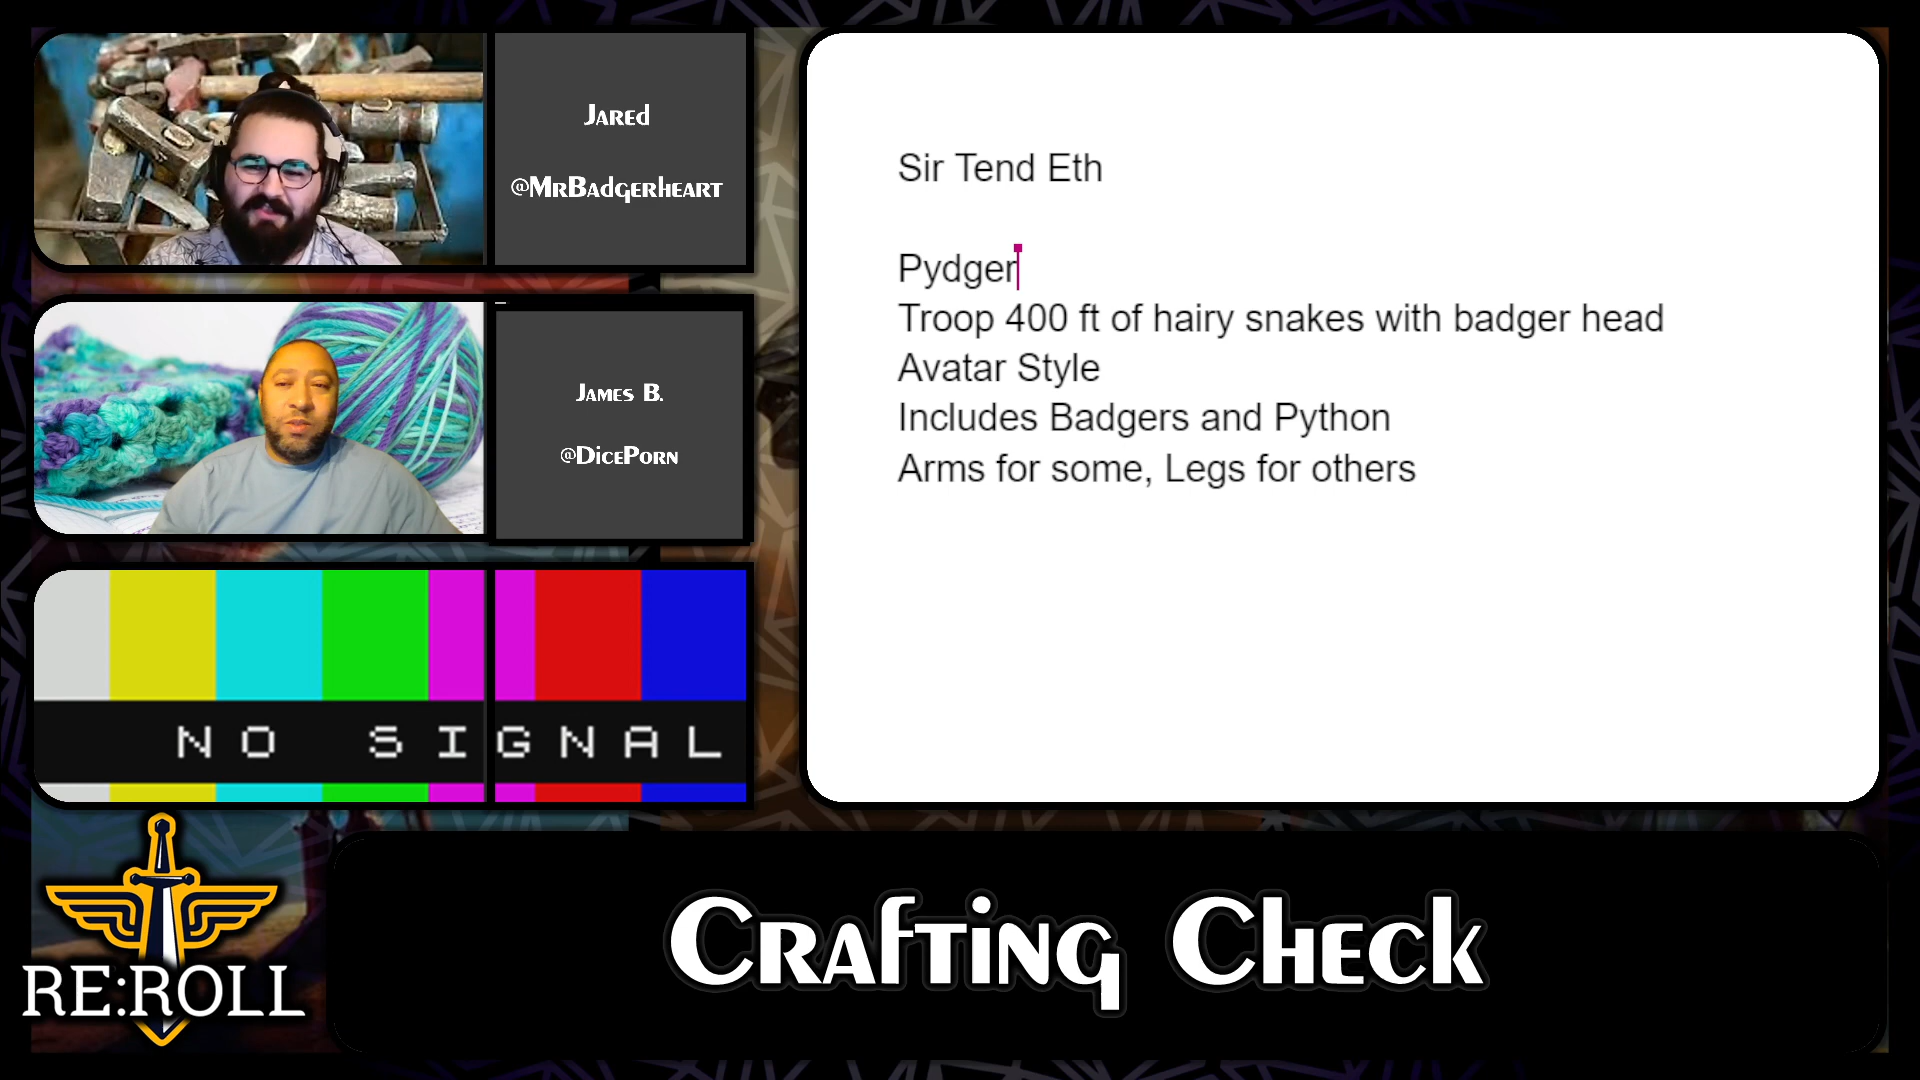 Jared
@MrBadgerheart
James B.
@DicePorn
NO SIGNAL
Sir Tend Eth
Pydger
Troop 400 ft of hairy snakes with badger head
Avatar Style
Includes Badgers and Python
Arms for some, Legs for others
RE:ROLL
Crafting Check